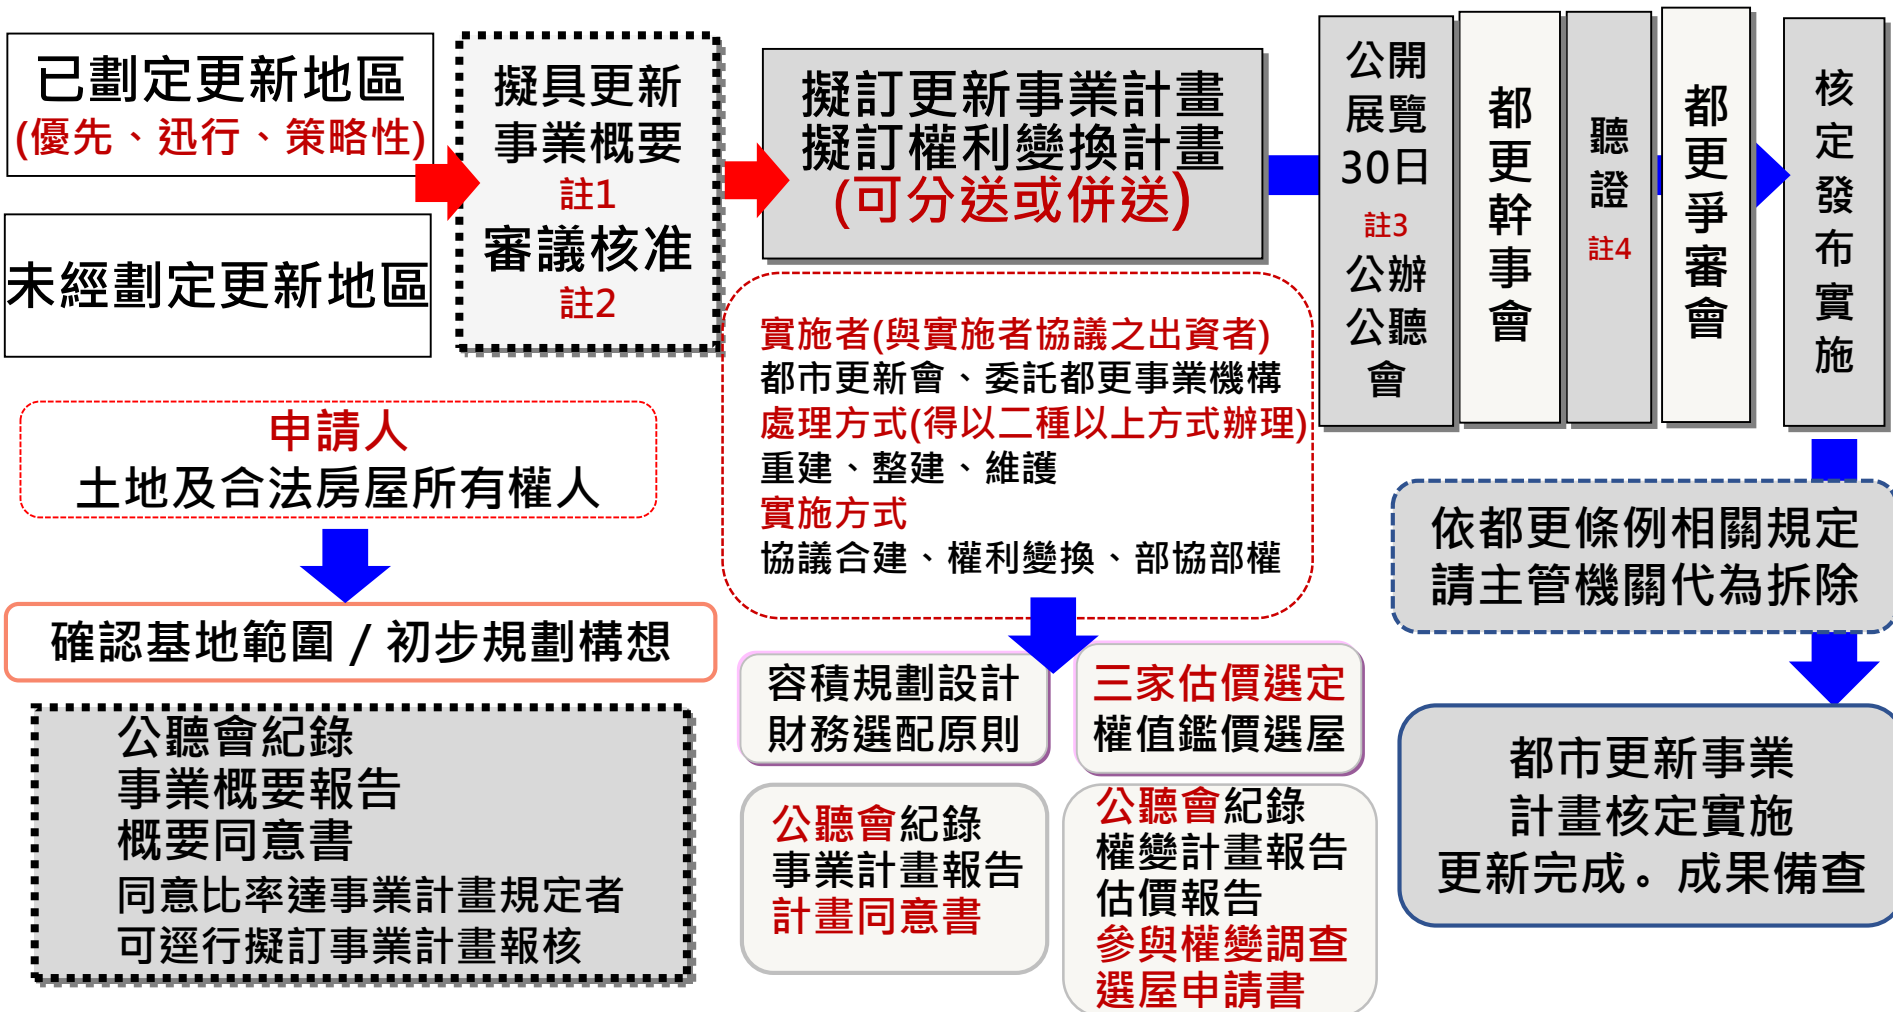 已劃定更新地區
(優先、迅行、策略性)
未經劃定更新地區
擬具更新
事業概要
註1
審議核准
註2
擬訂更新事業計畫
擬訂權利變換計畫
(可分送或併送)
公開
展覽
30日
註3
公辦
公聽
會
都更幹事會
聽證
註4
都更爭審會
核定發布實施
申請人
土地及合法房屋所有權人
確認基地範圍 / 初步規劃構想
公聽會紀錄
事業概要報告
概要同意書
同意比率達事業計畫規定者
可逕行擬訂事業計畫報核
實施者(與實施者協議之出資者)
都市更新會、委託都更事業機構
處理方式(得以二種以上方式辦理)
重建、整建、維護
實施方式
協議合建、權利變換、部協部權
容積規劃設計
財務選配原則
三家估價選定
權值鑑價選屋
公聽會紀錄
事業計畫報告
計畫同意書
公聽會紀錄
權變計畫報告
估價報告
參與權變調查
選屋申請書
依都更條例相關規定
請主管機關代為拆除
都市更新事業
計畫核定實施
更新完成。成果備查